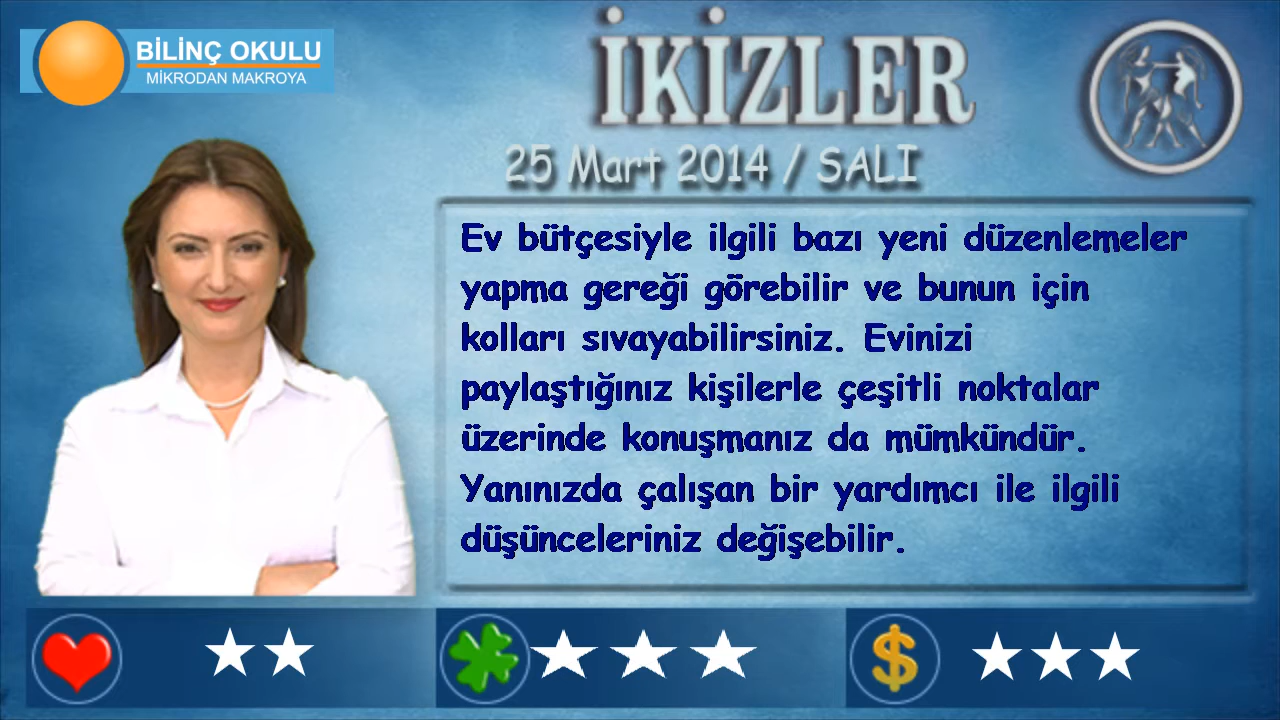 BİLİNÇ OKULU
MİKRODAN MAKROYA
İKİZLER
25 Mart 2014 / SALI
Ev bütçesiyle ilgili bazı yeni düzenlemeler
yapma gereği görebilir ve bunun için
kolları sıvayabilirsiniz. Evinizi
paylaştığınız kişilerle çeşitli noktalar
üzerinde konuşmanız da mümkündür.
Yanınızda çalışan bir yardımcı ile ilgili
düşünceleriniz değişebilir.